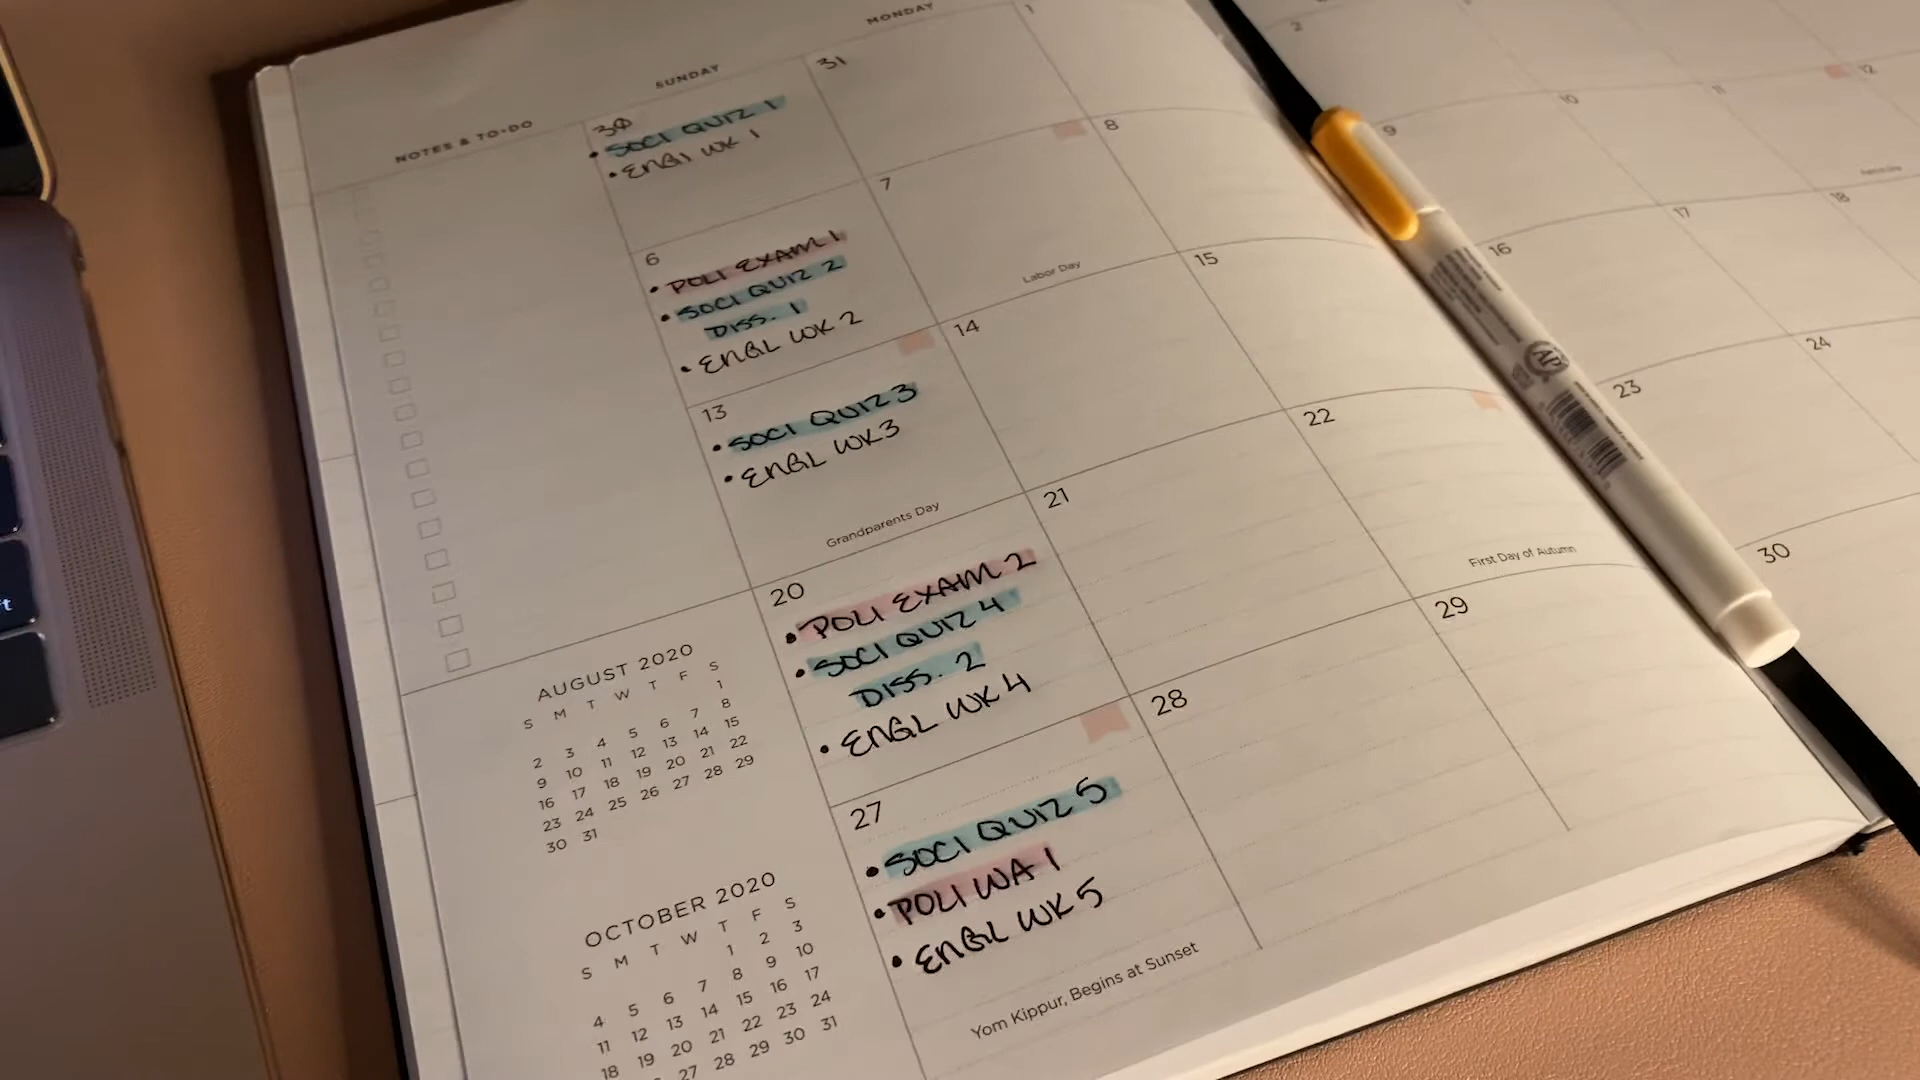 NOTES & TO-DO
SUNDAY
MONDAY
30
• SOCI QUIZ 1
• ENGL WK 1
31
1
2
6
• POLI EXAM 1
• SOCI QUIZ 2
DISS. 1
• ENGL WK 2
7
Labor Day
8
9
10
11
12
13
• SOCI QUIZ 3
• ENGL WK 3
Grandparents Day
14
15
16
17
18
20
• POLI EXAM 2
• SOCI QUIZ 4
DISS. 2
• ENGL WK 4
21
22
First Day of Autumn
23
24
27
• SOCI QUIZ 5
• POLI WA 1
• ENGL WK 5
Yom Kippur, Begins at Sunset
28
29
30
AUGUST 2020
S M T W T F S
1
2 3 4 5 6 7 8
9 10 11 12 13 14 15
16 17 18 19 20 21 22
23 24 25 26 27 28 29
30 31
OCTOBER 2020
S M T W T F S
1 2 3
4 5 6 7 8 9 10
11 12 13 14 15 16 17
18 19 20 21 22 23 24
27 28 29 30 31
AP